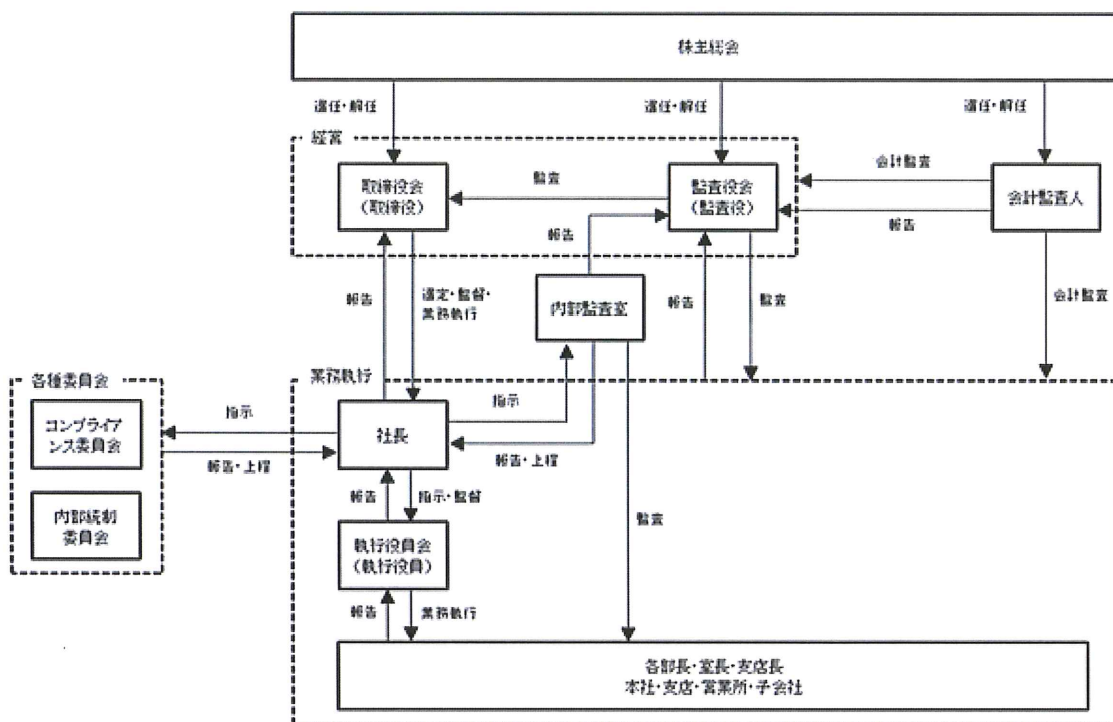 株主総会
選任・解任
選任・解任
選任・解任
経営
取締役会
（取締役）
監査
監査役会
（監査役）
会計監査
報告
会計監査人
報告
報告
選定・監督・
業務執行
内部監査室
報告
監査
会計監査
各種委員会
業務執行
コンプライア
ンス委員会
指示
報告・上程
社長
指示
報告・上程
内部統制
委員会
報告
指示・監督
監査
執行役員会
（執行役員）
報告
業務執行
各部長・室長・支店長
本社・支店・営業所・子会社